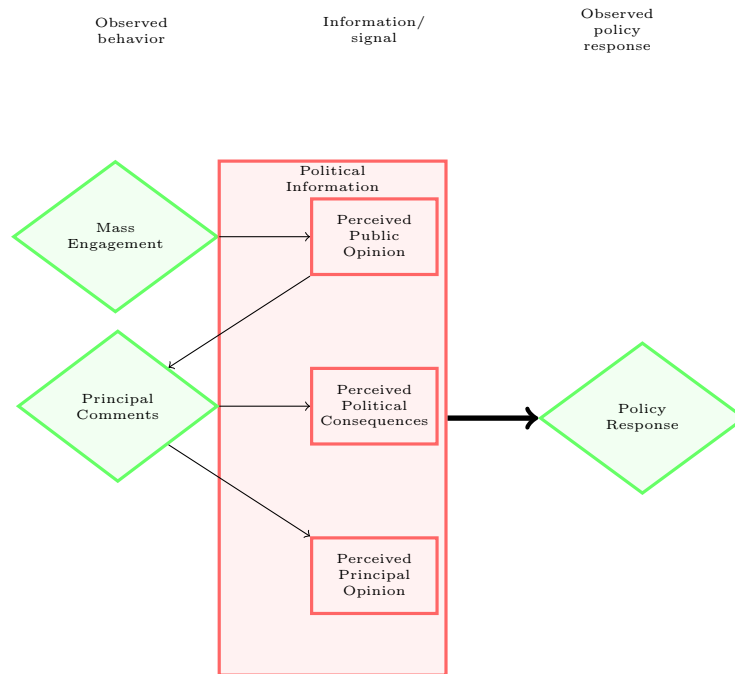 Observed
behavior
Information/
signal
Observed
policy
response
Political
Information
Mass
Engagement
Perceived
Public
Opinion
Principal
Comments
Perceived
Political
Consequences
Policy
Response
Perceived
Principal
Opinion